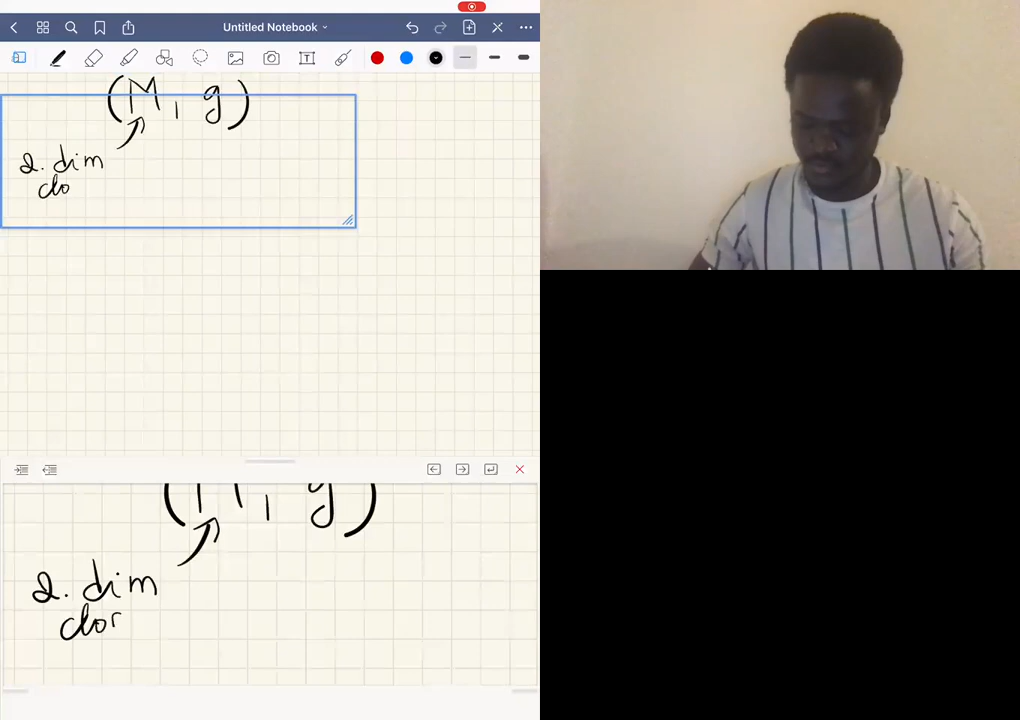 Untitled Notebook
(M, g)
2. dim
clo
(M, g)
2. dim
clor